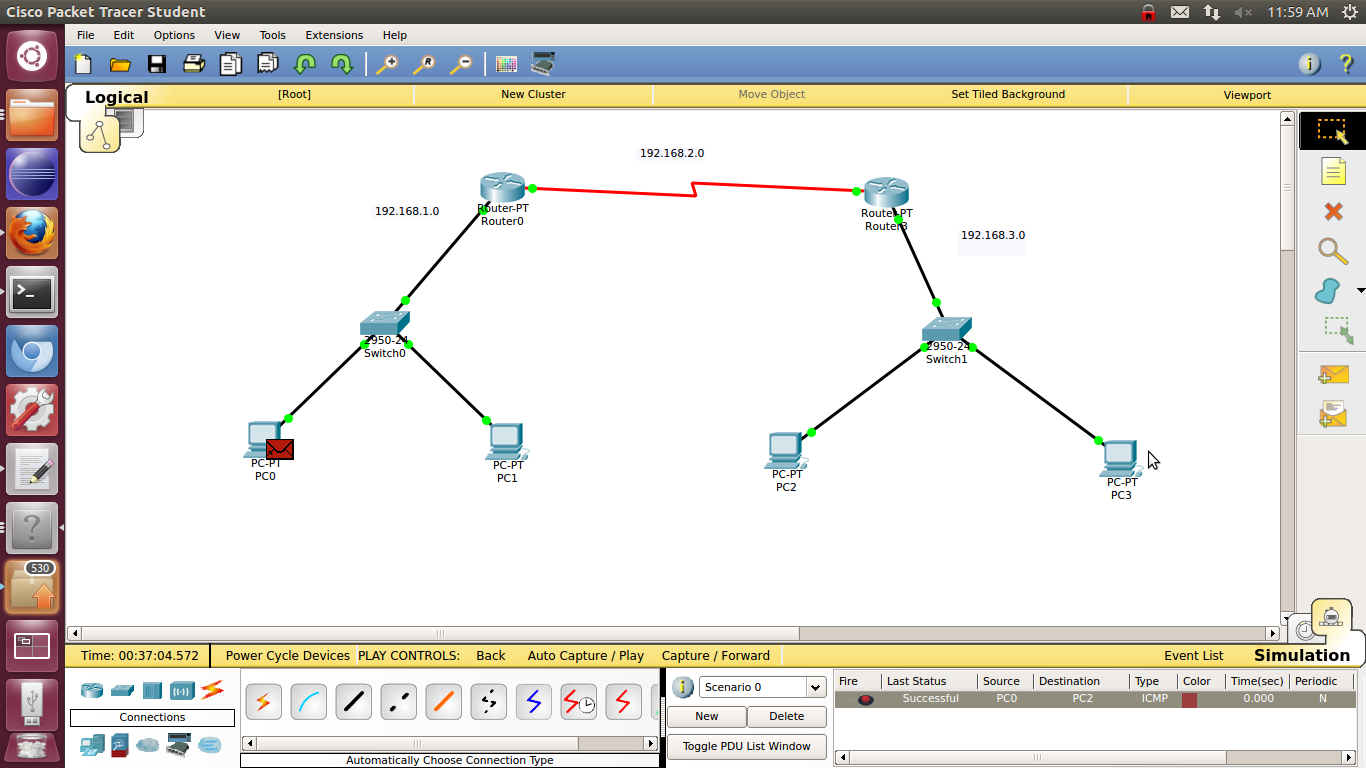 Cisco Packet Tracer Student
11:59 AM
File Edit Options View Tools Extensions Help
Logical
[Root]
New Cluster
Move Object
Set Tiled Background
Viewport
192.168.2.0
192.168.1.0
Router-PT
Router0
Router-PT
Router3
192.168.3.0
2950-24
Switch0
2950-24
Switch1
PC-PT
PC0
PC-PT
PC1
PC-PT
PC2
PC-PT
PC3
530
Time: 00:37:04.572
Power Cycle Devices PLAY CONTROLS: Back Auto Capture / Play Capture / Forward
Event List
Simulation
Connections
Automatically Choose Connection Type
Scenario 0
New
Delete
Toggle PDU List Window
Fire Last Status Source Destination Type Color Time(sec) Periodic
Successful PC0 PC2 ICMP 0.000 N